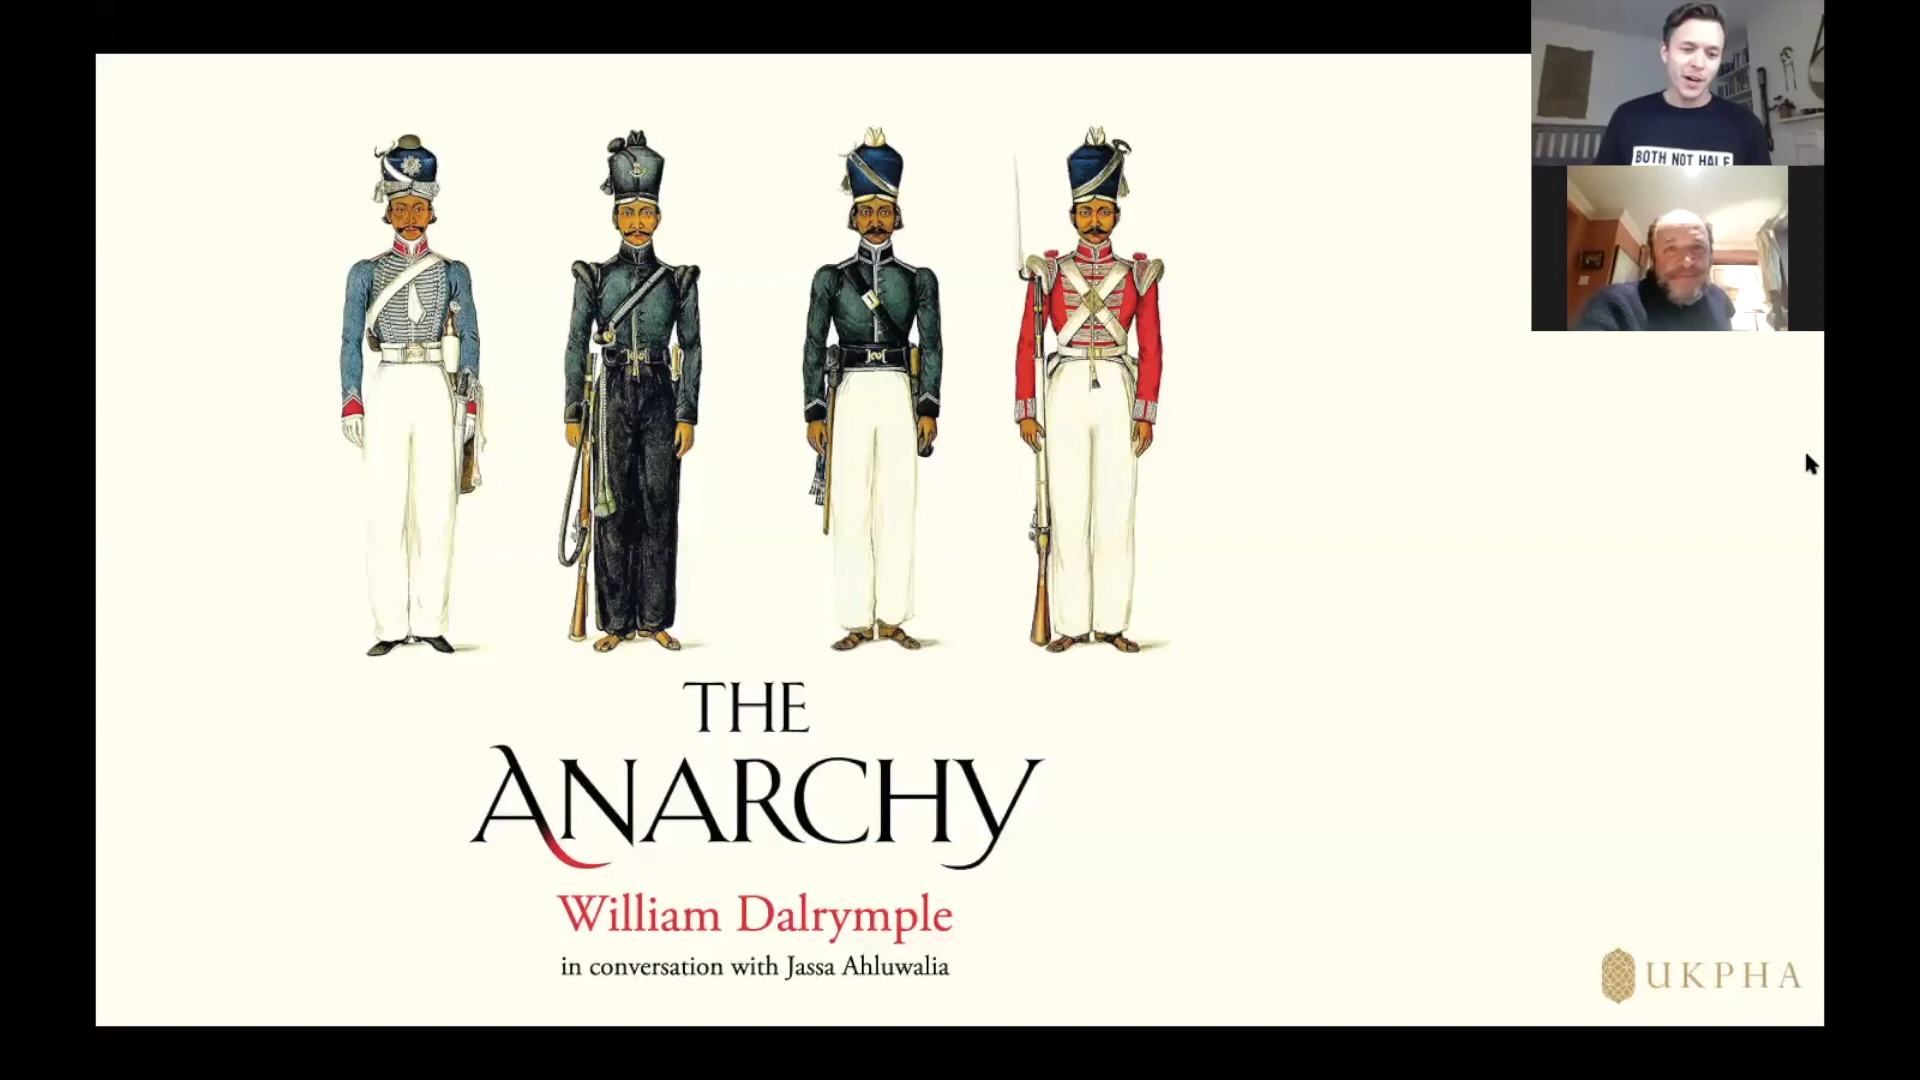 BOTH NOT HALF
THE
ANARCHY
William Dalrymple
in conversation with Jassa Ahluwalia
UKPHA